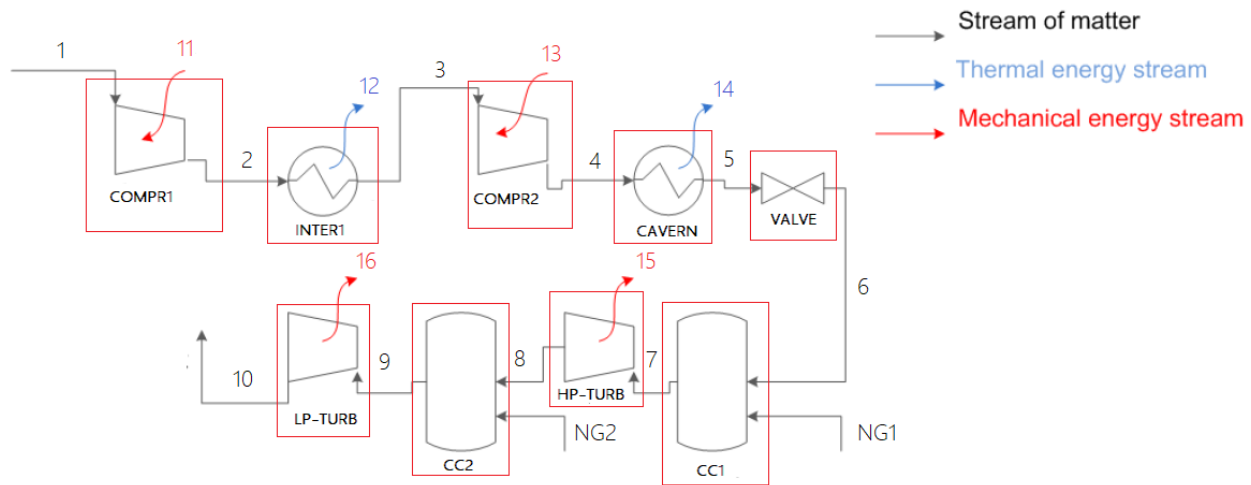 Stream of matter
1
11
3
13
Thermal energy stream
12
14
Mechanical energy stream
2
4
5
COMPR1
INTER1
COMPR2
CAVERN
VALVE
16
15
6
10
9
8
7
LP-TURB
HP-TURB
NG2
NG1
CC2
CC1